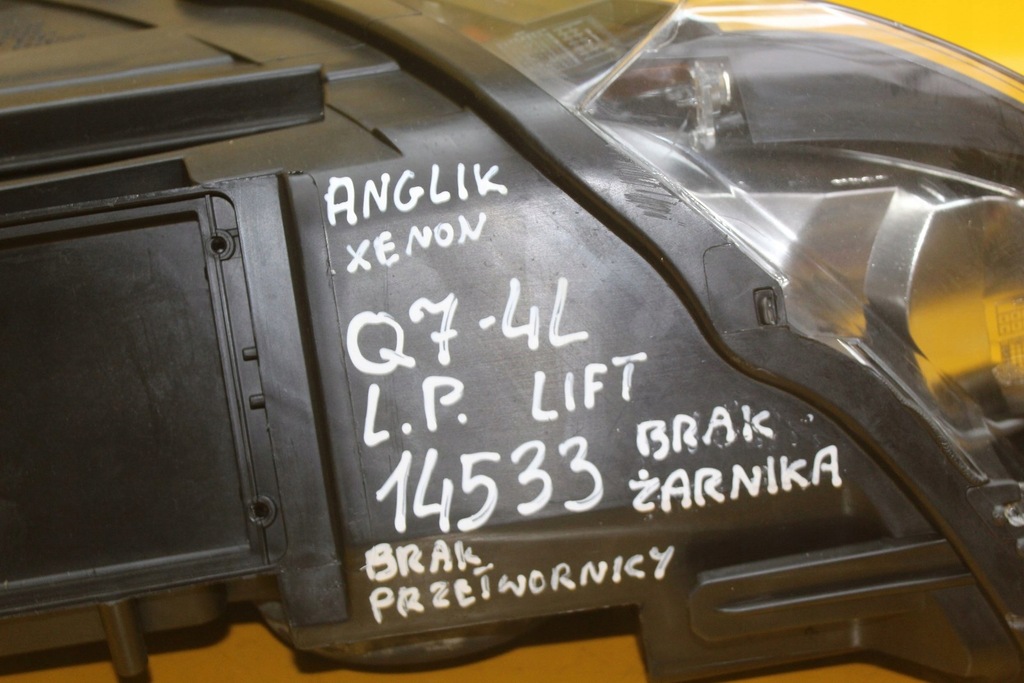 ANGLIK
XENON
Q7-4L
L.P. LIFT
14533
BRAK
ŻARNIKA
BRAK
PRZETWORNICY